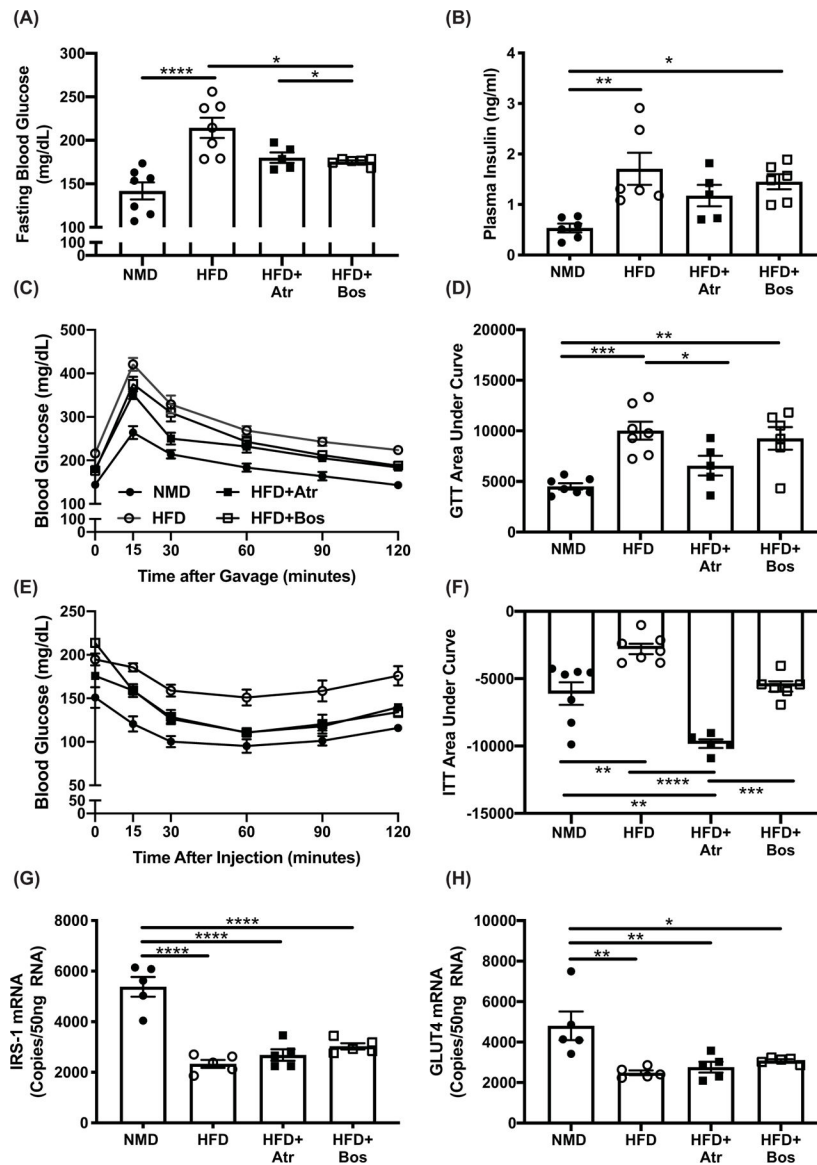 (A)
Fasting Blood Glucose
(mg/dL)
300
250
200
150
100
100
0
****
*
*
NMD
HFD
HFD+
Atr
HFD+
Bos
(B)
Plasma Insulin (ng/ml)
4
3
2
1
0
*
**
NMD
HFD
HFD+
Atr
HFD+
Bos
(C)
Blood Glucose (mg/dL)
500
400
300
200
100
100
0
NMD
HFD+Atr
HFD
HFD+Bos
0 15 30 60 90 120
Time after Gavage (minutes)
(D)
GTT Area Under Curve
20000
15000
10000
5000
0
**
***
*
NMD
HFD
HFD+
Atr
HFD+
Bos
(E)
Blood Glucose (mg/dL)
250
200
150
100
50
50
0
0 15 30 60 90 120
Time After Injection (minutes)
(F)
ITT Area Under Curve
0
-5000
-10000
-15000
**
****
***
**
NMD
HFD
HFD+
Atr
HFD+
Bos
(G)
IRS-1 mRNA
(Copies/50ng RNA)
8000
6000
4000
2000
0
****
****
****
NMD
HFD
HFD+
Atr
HFD+
Bos
(H)
GLUT4 mRNA
(Copies/50ng RNA)
10000
8000
6000
4000
2000
0
*
**
**
NMD
HFD
HFD+
Atr
HFD+
Bos